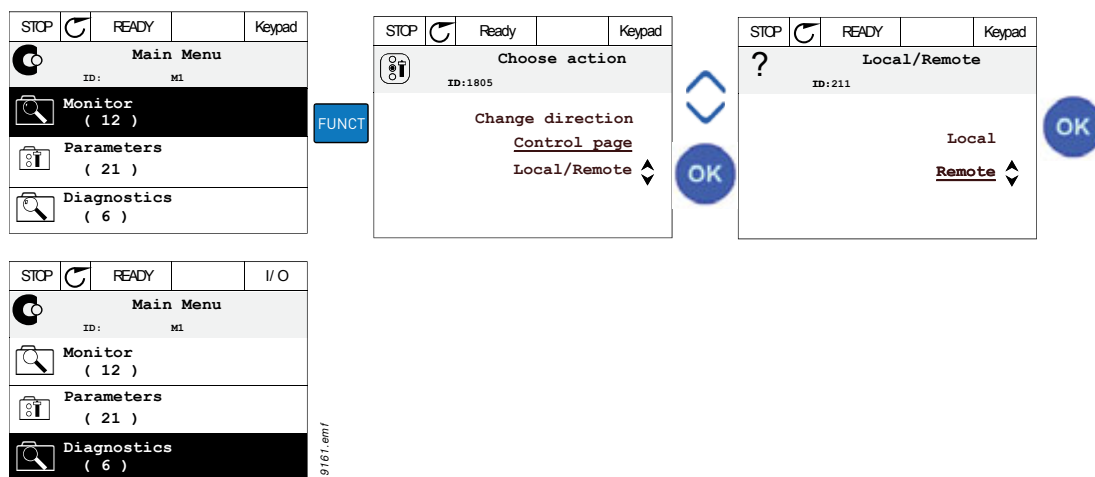 STOP READY Keypad
Main Menu
ID: M1
Monitor
( 12 )
Parameters
( 21 )
Diagnostics
( 6 )
FUNCT
STOP Ready Keypad
Choose action
ID:1805
Change direction
Control page
Local/Remote
OK
STOP READY Keypad
?
Local/Remote
ID:211
Local
Remote
OK
STOP READY I/O
Main Menu
ID: M1
Monitor
( 12 )
Parameters
( 21 )
Diagnostics
( 6 )
9161.emf